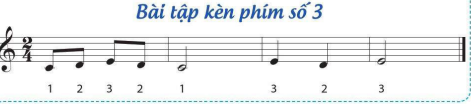 Bài tập kèn phím số 3
2
4
1 2 3 2 1 3 2 3